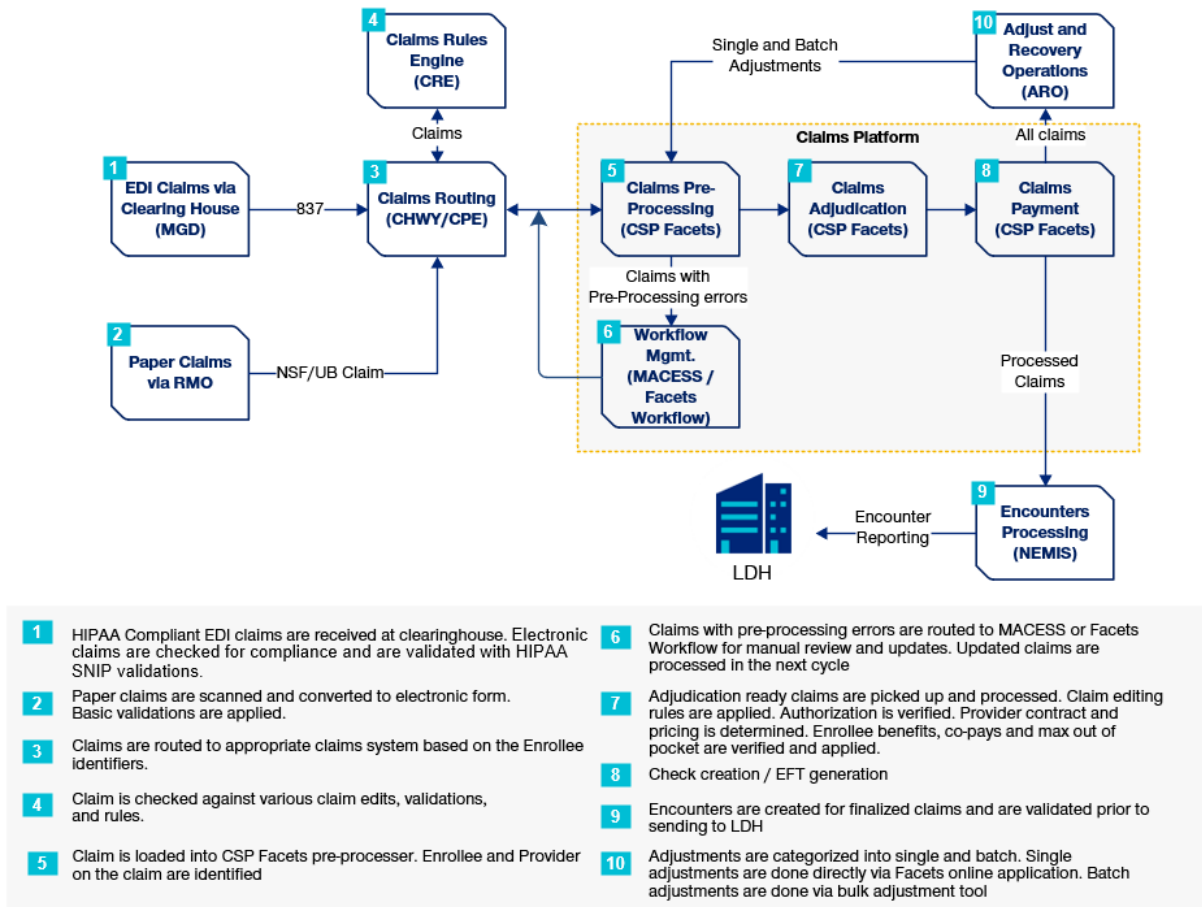 4
Claims Rules
Engine
(CRE)
10
Adjust and
Recovery
Operations
(ARO)
Single and Batch
Adjustments
Claims
All claims
Claims Platform
1
EDI Claims via
Clearing House
(MGD)
837
3
Claims Routing
(CHWY/CPE)
5
Claims Pre-
Processing
(CSP Facets)
7
Claims
Adjudication
(CSP Facets)
8
Claims
Payment
(CSP Facets)
Claims with
Pre-Processing errors
2
Paper Claims
via RMO
NSF/UB Claim
6
Workflow
Mgmt.
(MACESS /
Facets
Workflow)
Processed
Claims
9
Encounters
Processing
(NEMIS)
Encounter
Reporting
LDH
1
HIPAA Compliant EDI claims are received at clearinghouse. Electronic
claims are checked for compliance and are validated with HIPAA
SNIP validations.
2
Paper claims are scanned and converted to electronic form.
Basic validations are applied.
3
Claims are routed to appropriate claims system based on the Enrollee
identifiers.
4
Claim is checked against various claim edits, validations,
and rules.
5
Claim is loaded into CSP Facets pre-processer. Enrollee and Provider
on the claim are identified
6
Claims with pre-processing errors are routed to MACESS or Facets
Workflow for manual review and updates. Updated claims are
processed in the next cycle
7
Adjudication ready claims are picked up and processed. Claim editing
rules are applied. Authorization is verified. Provider contract and
pricing is determined. Enrollee benefits, co-pays and max out of
pocket are verified and applied.
8
Check creation / EFT generation
9
Encounters are created for finalized claims and are validated prior to
sending to LDH
10
Adjustments are categorized into single and batch. Single
adjustments are done directly via Facets online application. Batch
adjustments are done via bulk adjustment tool